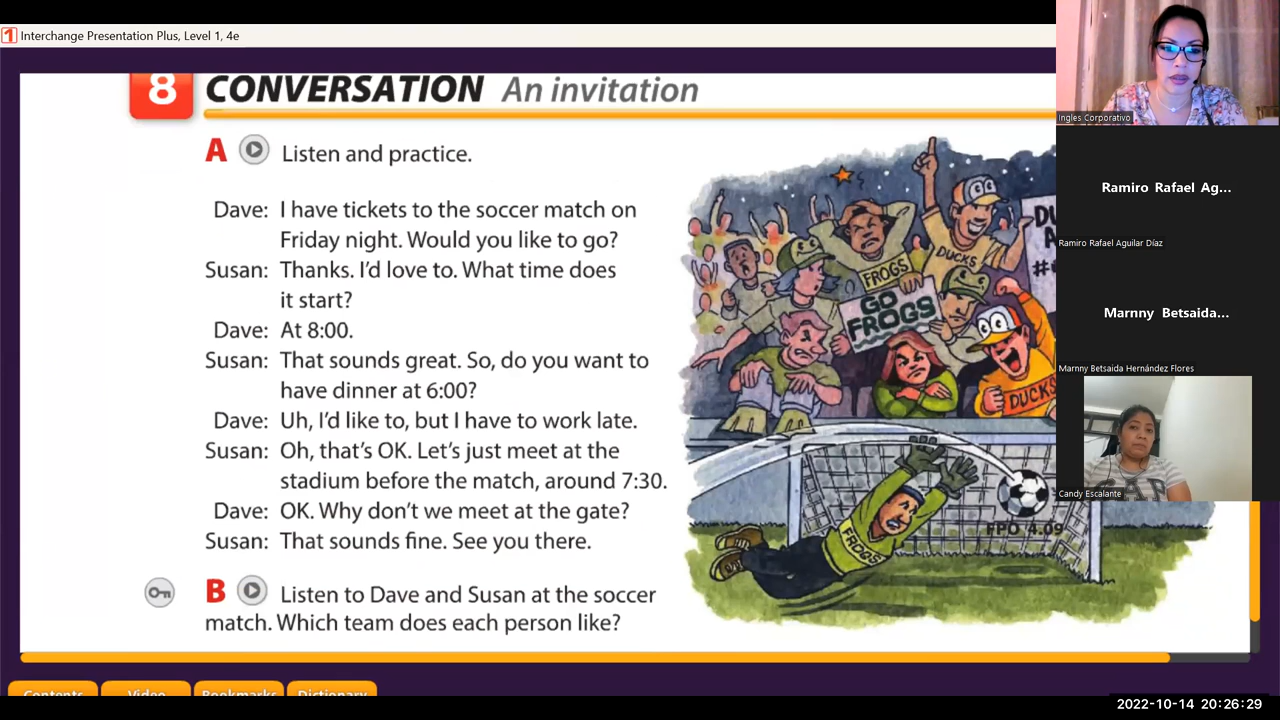 1 Interchange Presentation Plus, Level 1, 4e
8 CONVERSATION An invitation
A Listen and practice.
Dave: I have tickets to the soccer match on
Friday night. Would you like to go?
Susan: Thanks. I'd love to. What time does
it start?
Dave: At 8:00.
Susan: That sounds great. So, do you want to
have dinner at 6:00?
Dave: Uh, I'd like to, but I have to work late.
Susan: Oh, that's OK. Let's just meet at the
stadium before the match, around 7:30.
Dave: OK. Why don't we meet at the gate?
Susan: That sounds fine. See you there.
B Listen to Dave and Susan at the soccer
match. Which team does each person like?
FROGS
DUCKS
GO
FROGS
DUCKS
FROGS
FPO 4.09
Contents Video Bookmarks Dictionary
Ingles Corporativo
Ramiro Rafael Ag...
Ramiro Rafael Aguilar Díaz
Marnny Betsaida...
Marnny Betsaida Hernández Flores
Candy Escalante
2022-10-14 20:26:29